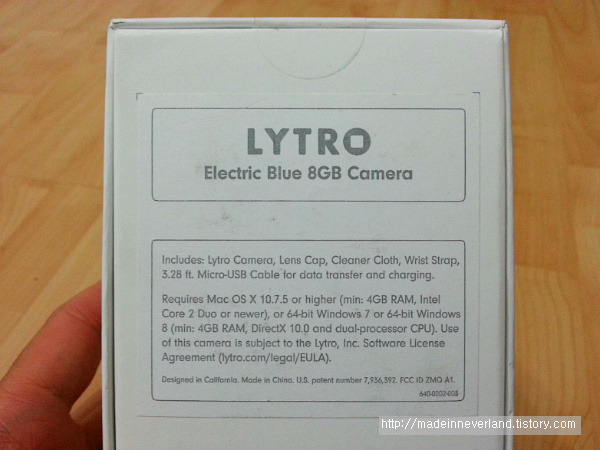 LYTRO
Electric Blue 8GB Camera
Includes: Lytro Camera, Lens Cap, Cleaner Cloth, Wrist Strap,
3.28 ft. Micro-USB Cable for data transfer and charging.
Requires Mac OS X 10.7.5 or higher (min: 4GB RAM, Intel
Core 2 Duo or newer), or 64-bit Windows 7 or 64-bit Windows
8 (min: 4GB RAM, DirectX 10.0 and dual-processor CPU). Use
of this camera is subject to the Lytro, Inc. Software License
Agreement (lytro.com/legal/EULA).
Designed in California. Made in China. U.S. patent number 7,936,392. FCC ID ZMQ A1.
http://madeinneverland.tistory.com